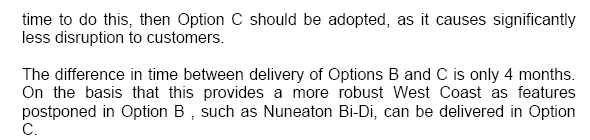 time to do this, then Option C should be adopted, as it causes significantly
less disruption to customers.
The difference in time between delivery of Options B and C is only 4 months.
On the basis that this provides a more robust West Coast as features
postponed in Option B , such as Nuneaton Bi-Di, can be delivered in Option
C.